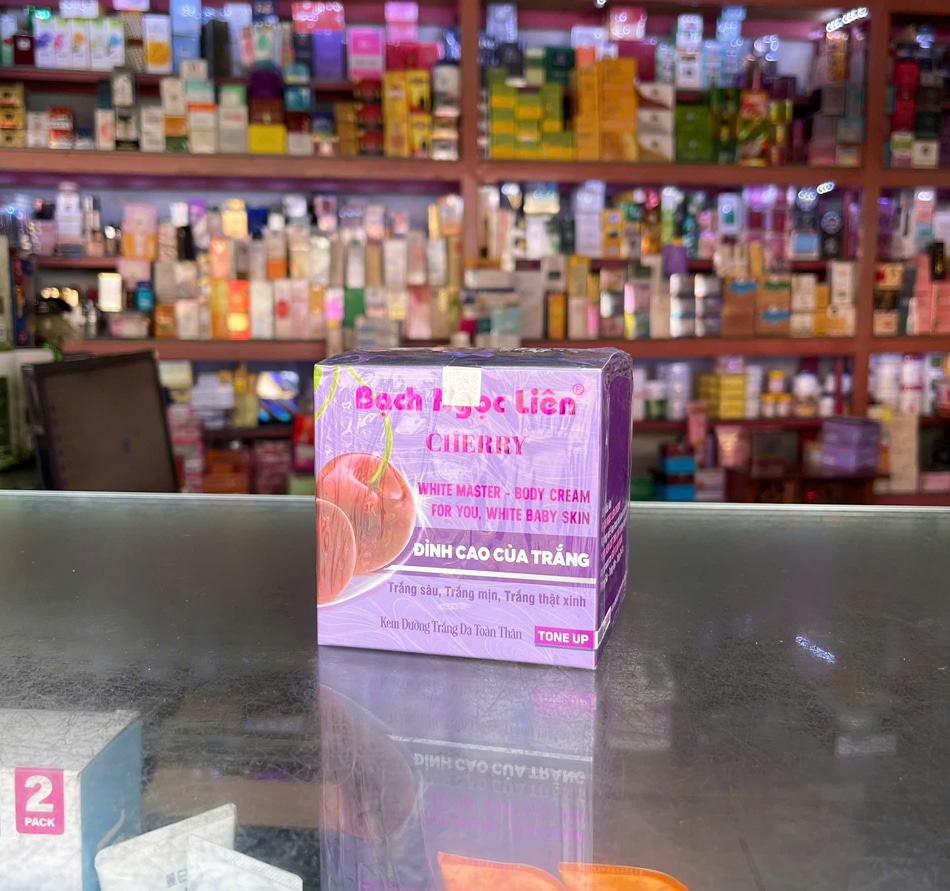 Bạch Ngọc Liên®
CHERRY
WHITE MASTER - BODY CREAM
FOR YOU, WHITE BABY SKIN
ĐỈNH CAO CỦA TRẮNG
Trắng sâu, Trắng mịn, Trắng thật xinh
Kem Dưỡng Trắng Da Toàn Thân
TONE UP
2
PACK